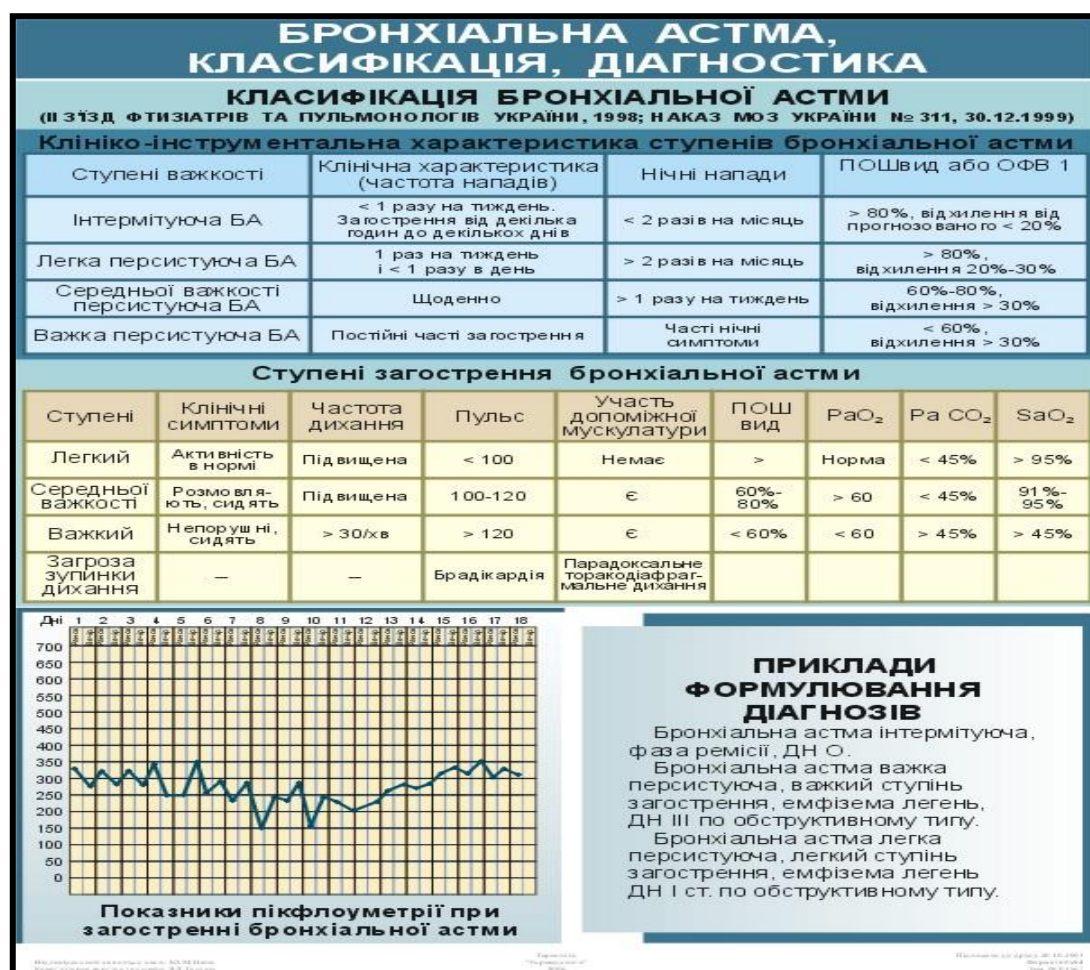 БРОНХІАЛЬНА АСТМА,
КЛАСИФІКАЦІЯ, ДІАГНОСТИКА
КЛАСИФІКАЦІЯ БРОНХІАЛЬНОЇ АСТМИ
(ІІ З'ЇЗД ФТИЗІАТРІВ ТА ПУЛЬМОНОЛОГІВ УКРАЇНИ, 1998; НАКАЗ МОЗ УКРАЇНИ № 311, 30.12.1999)
Клініко-інструментальна характеристика ступенів бронхіальної астми
Ступені важкості
Клінічна характеристика
(частота нападів)
Нічні напади
ПОШвид або ОФВ 1
Інтермітуюча БА
< 1 разу на тиждень.
Загострення від декілька
годин до декількох днів
< 2 разів на місяць
> 80%, відхилення від
прогнозованого < 20%
Легка персистуюча БА
1 раз на тиждень
і < 1 разу в день
> 2 разів на місяць
> 80%,
відхилення 20%-30%
Середньої важкості
персистуюча БА
Щоденно
> 1 разу на тиждень
60%-80%,
відхилення > 30%
Важка персистуюча БА
Постійні часті загострення
Часті нічні
симптоми
< 60%,
відхилення > 30%
Ступені загострення бронхіальної астми
Ступені
Клінічні
симптоми
Частота
дихання
Пульс
Участь
допоміжної
мускулатури
ПОШ
вид
PaO₂
Pa CO₂
SaO₂
Легкий
Активність
в нормі
Підвищена
< 100
Немає
>
Норма
< 45%
> 95%
Середньої
важкості
Розмовля-
ють, сидять
Підвищена
100-120
Є
60%-
80%
> 60
< 45%
91%-
95%
Важкий
Непорушні,
сидять
> 30/хв
> 120
Є
< 60%
< 60
> 45%
> 45%
Загроза
зупинки
дихання
–
–
Брадікардія
Парадоксальне
торакодіафраг-
мальне дихання
Дні 1 2 3 4 5 6 7 8 9 10 11 12 13 14 15 16 17 18
700
650
600
550
500
450
400
350
300
250
200
150
100
50
0
Показники пікфлоуметрії при
загостренні бронхіальної астми
ПРИКЛАДИ
ФОРМУЛЮВАННЯ
ДІАГНОЗІВ
Бронхіальна астма інтермітуюча,
фаза ремісії, ДН О.
Бронхіальна астма важка
персистуюча, важкий ступінь
загострення, емфізема легень,
ДН ІІІ по обструктивному типу.
Бронхіальна астма легка
персистуюча, легкий ступінь
загострення, емфізема легень
ДН І ст. по обструктивному типу.